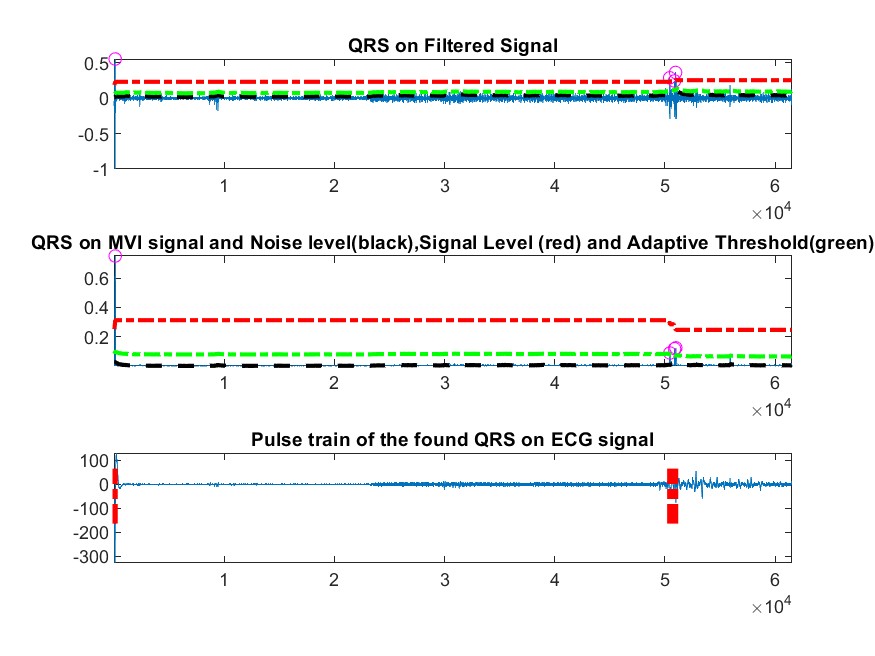 QRS on Filtered Signal
0.5
0
-0.5
-1
1 2 3 4 5 6
×10^4
QRS on MVI signal and Noise level(black),Signal Level (red) and Adaptive Threshold(green)
0.6
0.4
0.2
1 2 3 4 5 6
×10^4
Pulse train of the found QRS on ECG signal
100
0
-100
-200
-300
1 2 3 4 5 6
×10^4